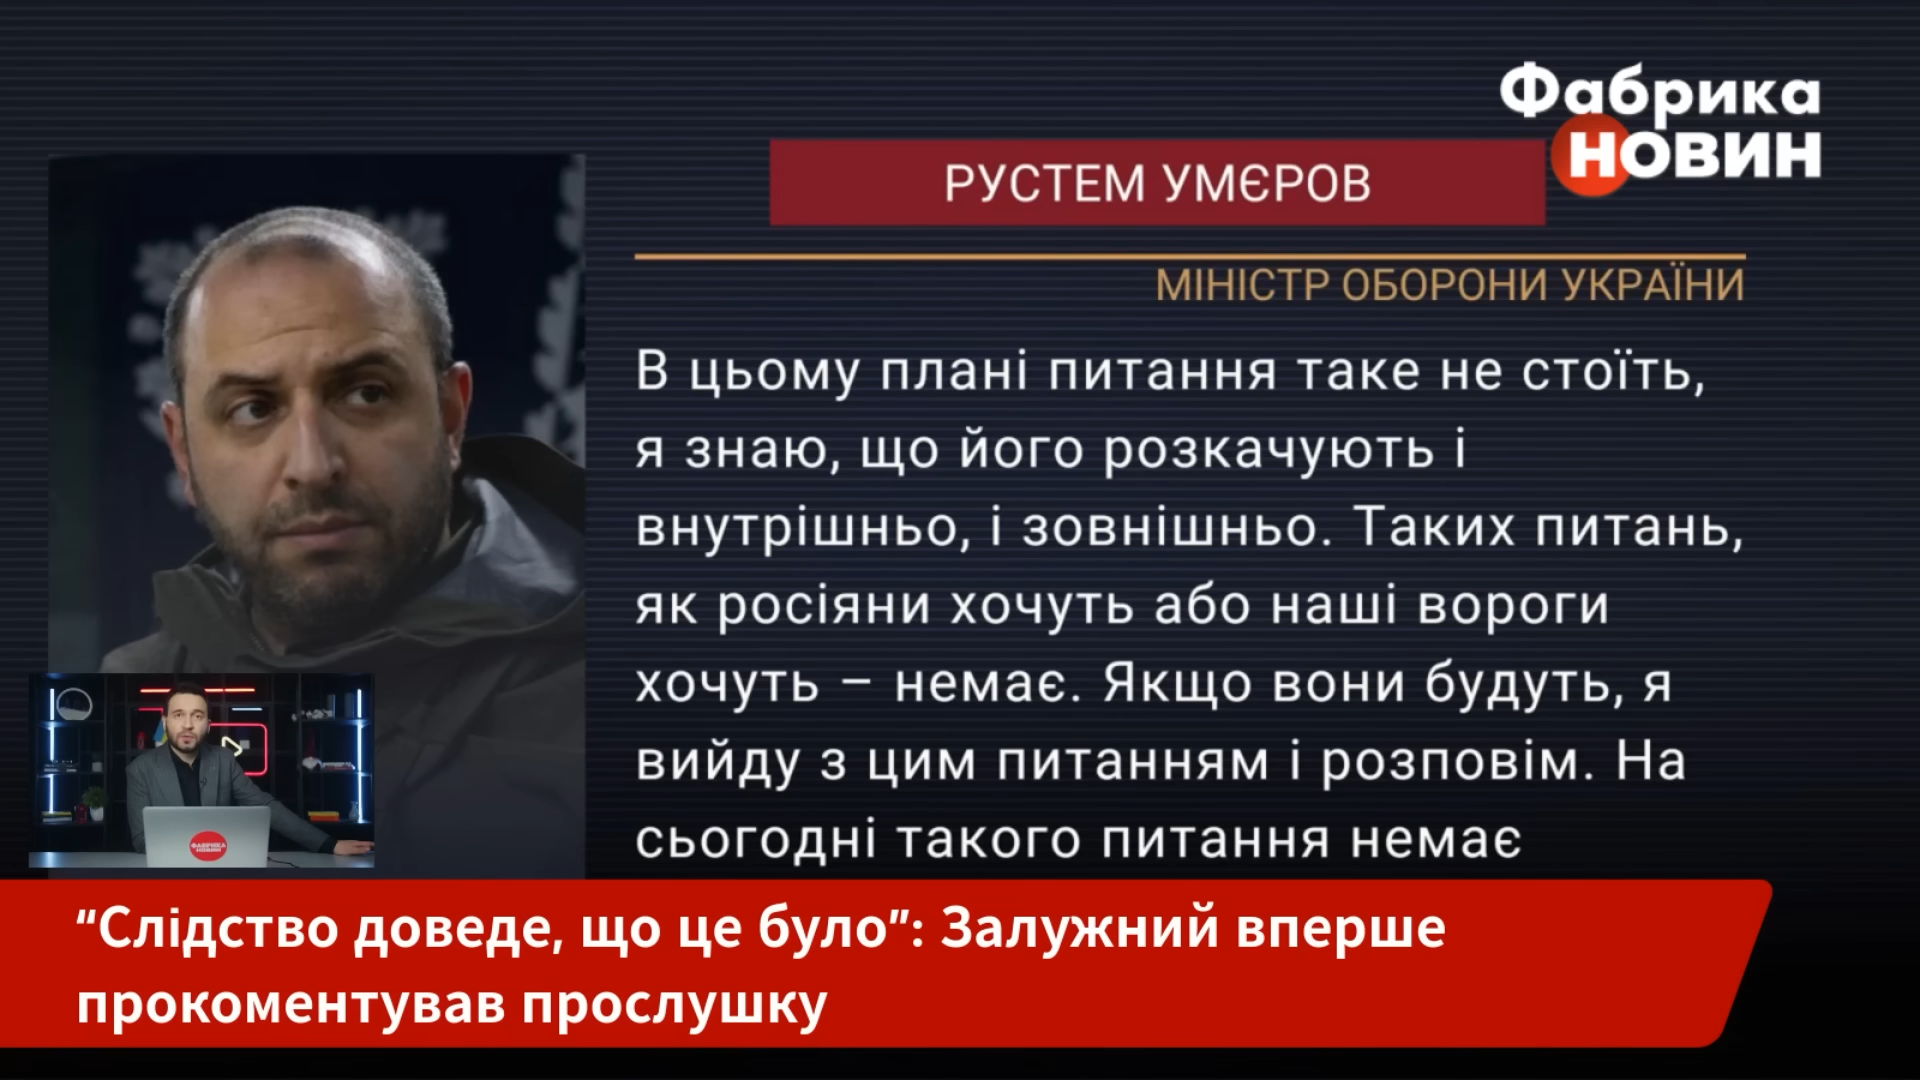 Фабрика
новин
РУСТЕМ УМЄРОВ
МІНІСТР ОБОРОНИ УКРАЇНИ
В цьому плані питання таке не стоїть,
я знаю, що його розкачують і
внутрішньо, і зовнішньо. Таких питань,
як росіяни хочуть або наші вороги
хочуть – немає. Якщо вони будуть, я
вийду з цим питанням і розповім. На
сьогодні такого питання немає
ФАБРИКА
НОВИН
“Слідство доведе, що це було”: Залужний вперше
прокоментував прослушку